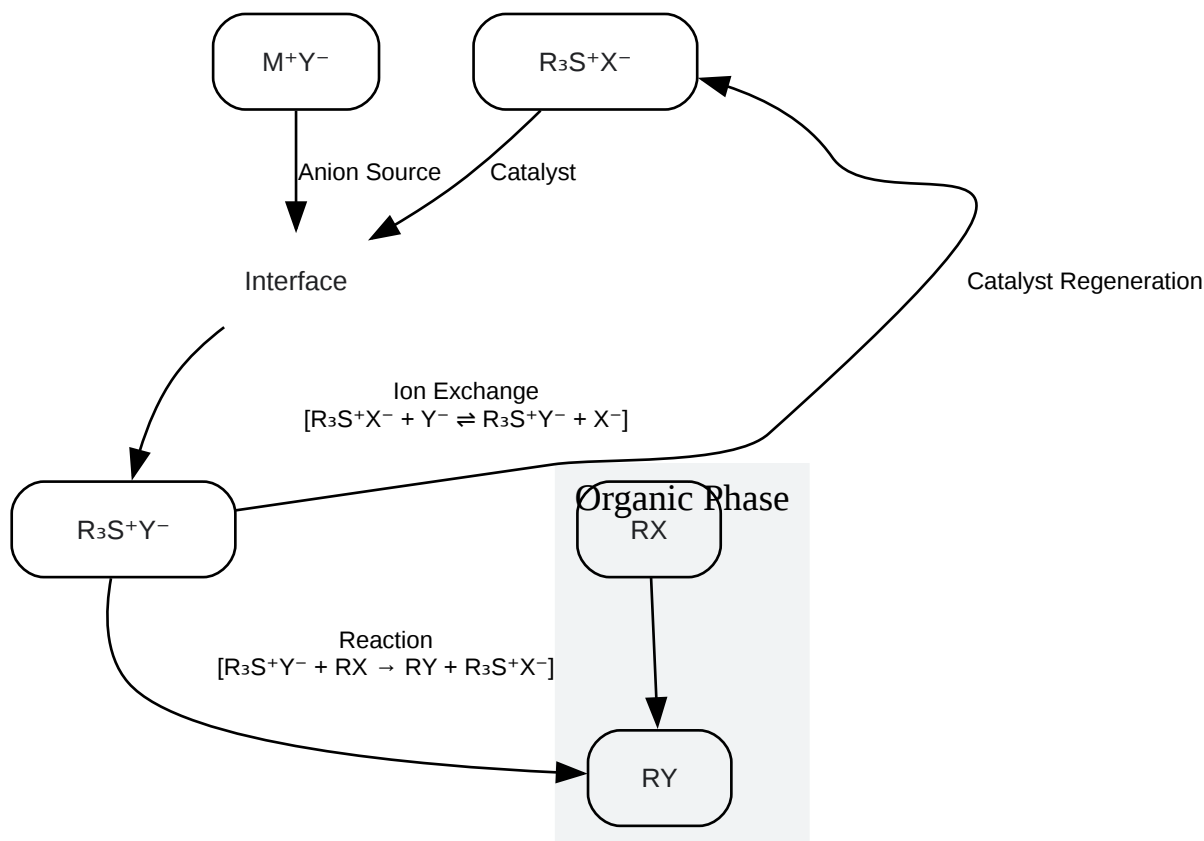 M⁺Y⁻
R₃S⁺X⁻
Anion Source
Catalyst
Interface
Catalyst Regeneration
Ion Exchange
[R₃S⁺X⁻ + Y⁻ ⇌ R₃S⁺Y⁻ + X⁻]
Organic Phase
R₃S⁺Y⁻
RX
Reaction
[R₃S⁺Y⁻ + RX → RY + R₃S⁺X⁻]
RY